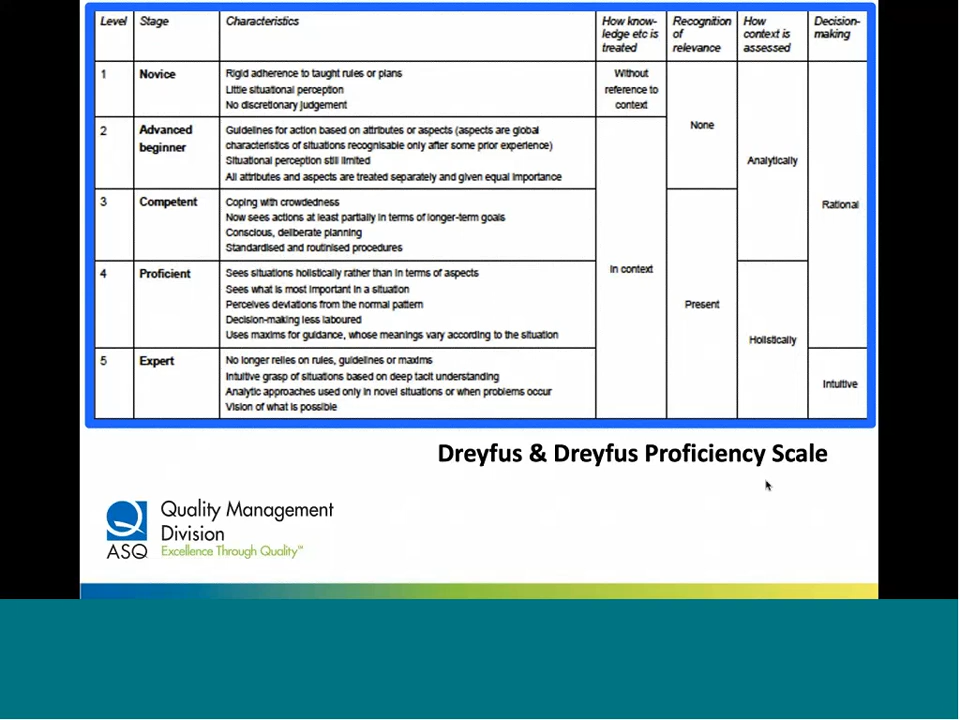 Level Stage Characteristics How know-ledge etc is treated Recognition of relevance How context is assessed Decision-making
1 Novice
Rigid adherence to taught rules or plans
Little situational perception
No discretionary judgement
Without
reference to
context
None
Analytically
Rational
2 Advanced
beginner
Guidelines for action based on attributes or aspects (aspects are global
characteristics of situations recognisable only after some prior experience)
Situational perception still limited
All attributes and aspects are treated separately and given equal importance
In context
3 Competent
Coping with crowdedness
Now sees actions at least partially in terms of longer-term goals
Conscious, deliberate planning
Standardised and routinised procedures
Present
4 Proficient
Sees situations holistically rather than in terms of aspects
Sees what is most important in a situation
Perceives deviations from the normal pattern
Decision-making less laboured
Uses maxims for guidance, whose meanings vary according to the situation
Holistically
5 Expert
No longer relies on rules, guidelines or maxims
Intuitive grasp of situations based on deep tacit understanding
Analytic approaches used only in novel situations or when problems occur
Vision of what is possible
Intuitive
Dreyfus & Dreyfus Proficiency Scale
Quality Management
Division
ASQ Excellence Through Quality™